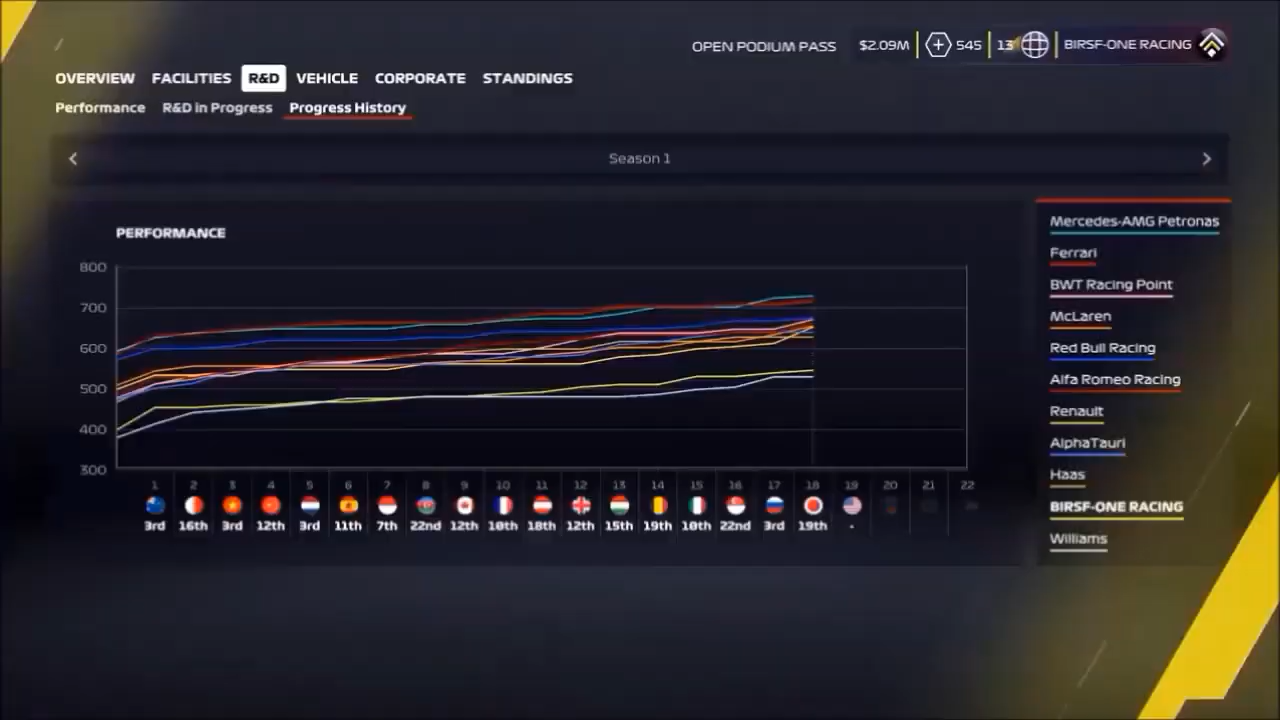 OPEN PODIUM PASS $2.09M 545 13 BIRSF-ONE RACING
OVERVIEW FACILITIES R&D VEHICLE CORPORATE STANDINGS
Performance R&D in Progress Progress History
Season 1
PERFORMANCE
800
700
600
500
400
300
1 2 3 4 5 6 7 8 9 10 11 12 13 14 15 16 17 18 19 20 21 22
3rd 16th 3rd 12th 3rd 11th 7th 22nd 12th 10th 18th 12th 15th 19th 10th 22nd 3rd 19th -
Mercedes-AMG Petronas
Ferrari
BWT Racing Point
McLaren
Red Bull Racing
Alfa Romeo Racing
Renault
AlphaTauri
Haas
BIRSF-ONE RACING
Williams